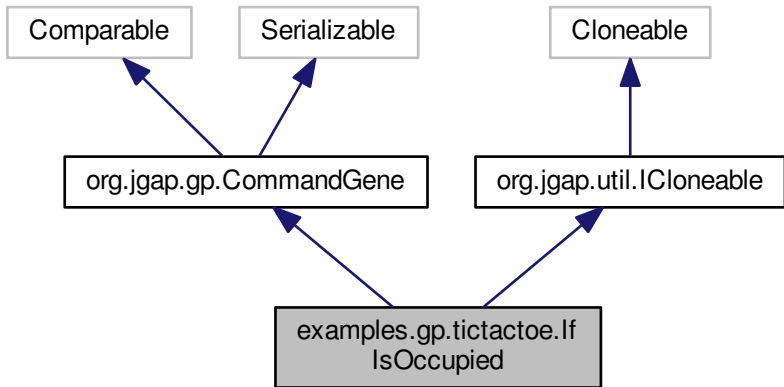 Comparable
Serializable
Cloneable
org.jgap.gp.CommandGene
org.jgap.util.ICloneable
examples.gp.tictactoe.If
IsOccupied